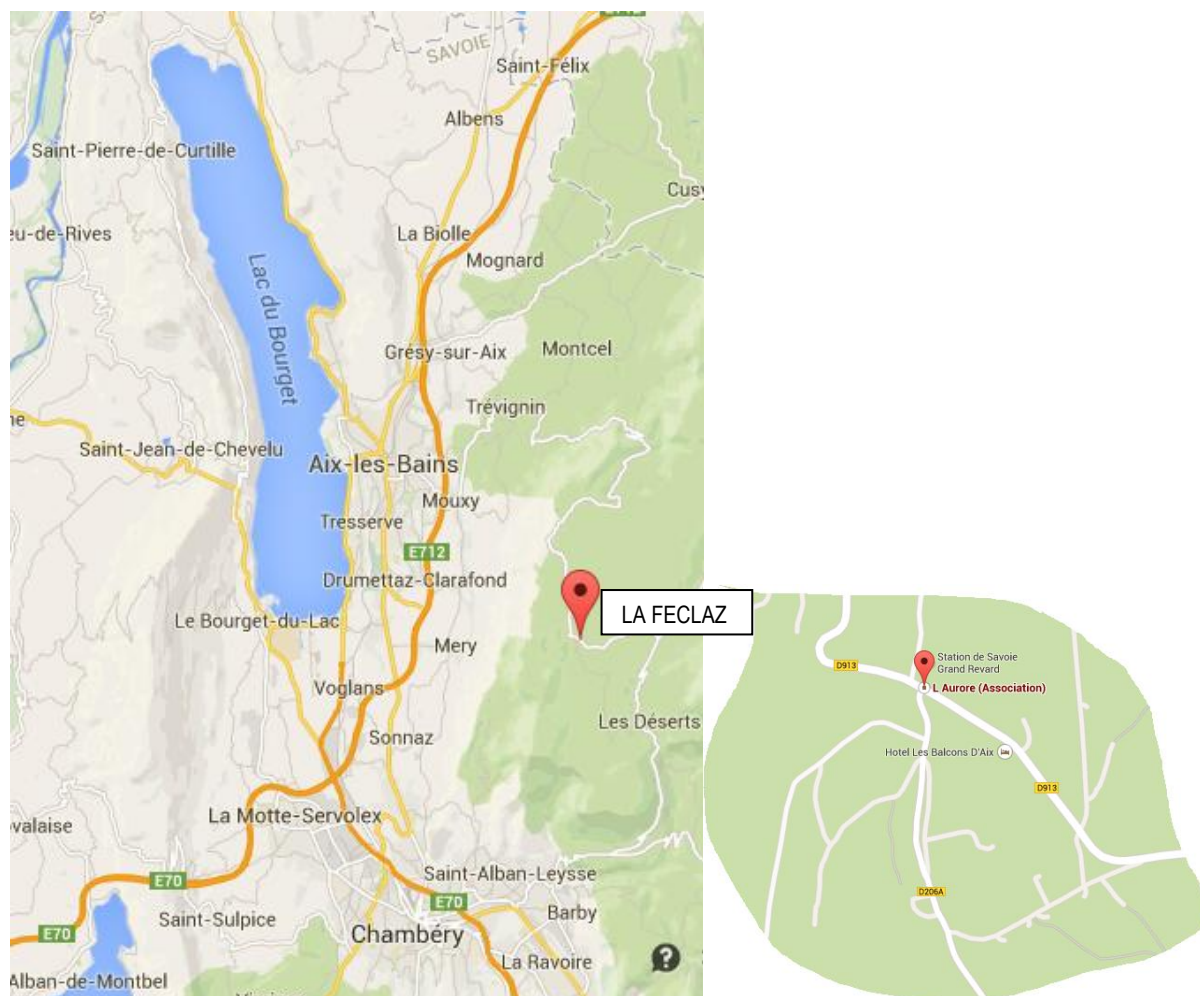 SAVOIE
Saint-Félix
Albens
Saint-Pierre-de-Curtille
Cusy
eu-de-Rives
La Biolle
Mognard
Lac du Bourget
Grésy-sur-Aix
Montcel
Trévignin
ne
Saint-Jean-de-Chevelu
Aix-les-Bains
Mouxy
Tresserve
E712
Drumettaz-Clarafond
LA FECLAZ
Le Bourget-du-Lac
Mery
Voglans
Les Déserts
Sonnaz
La Motte-Servolex
valaise
Saint-Alban-Leysse
E70
E70
Saint-Sulpice
Barby
E70
Chambéry
La Ravoire
?
Alban-de-Montbel
Station de Savoie
Grand Revard
D913
L Aurore (Association)
Hotel Les Balcons D'Aix
D913
D206A